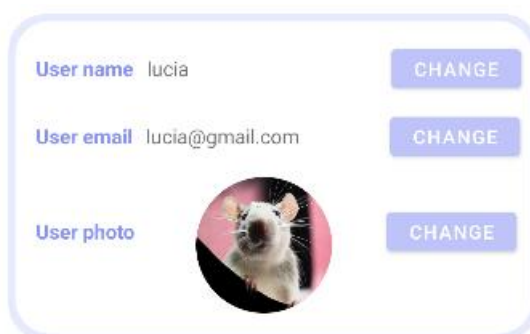 User name lucia CHANGE
User email lucia@gmail.com CHANGE
User photo CHANGE